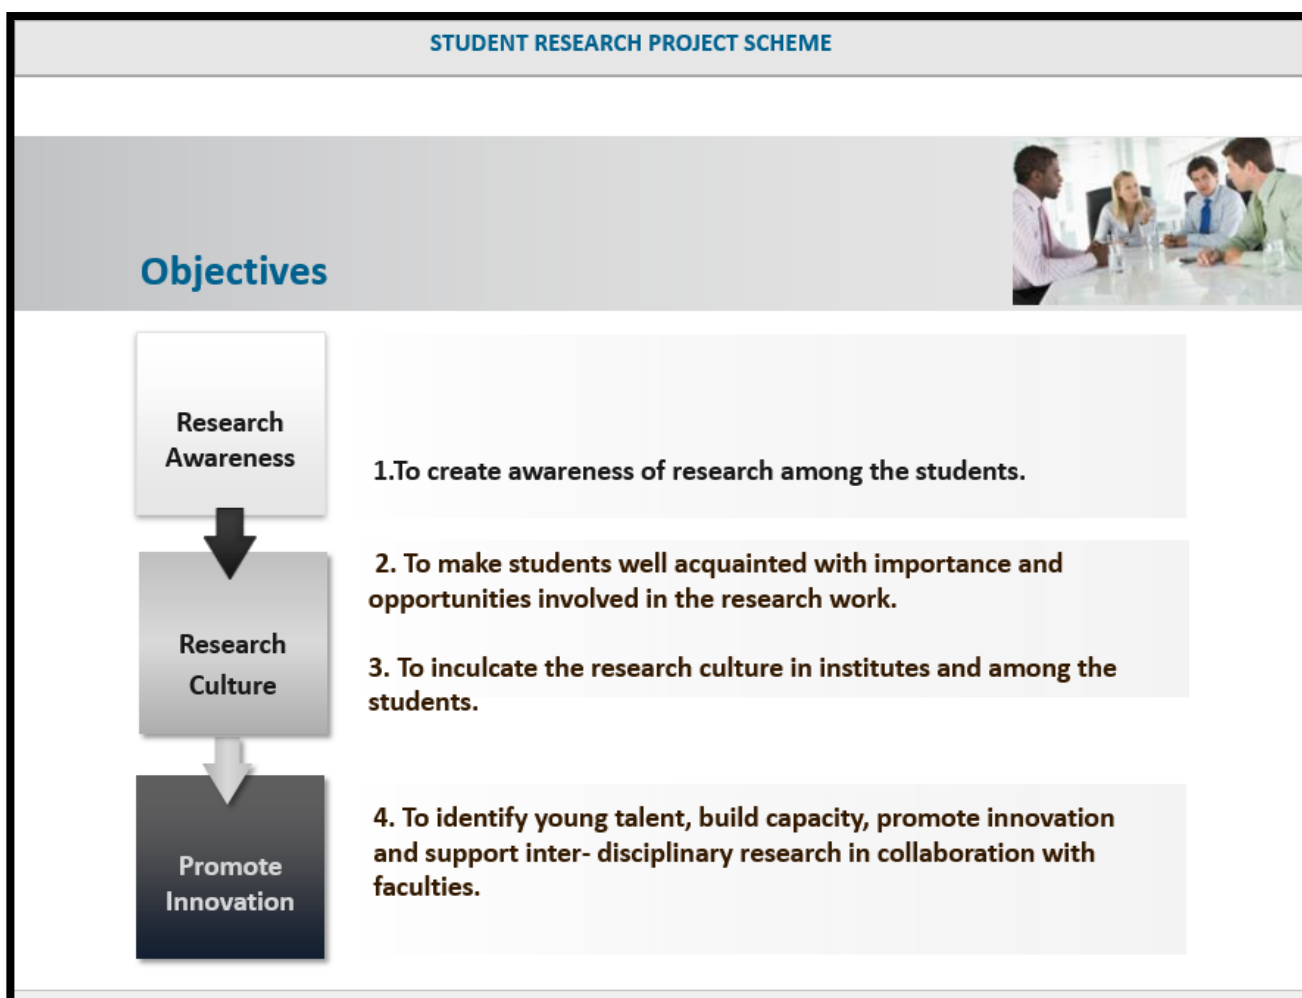 STUDENT RESEARCH PROJECT SCHEME
Objectives
Research
Awareness
1.To create awareness of research among the students.
Research
Culture
2. To make students well acquainted with importance and
opportunities involved in the research work.
3. To inculcate the research culture in institutes and among the
students.
Promote
Innovation
4. To identify young talent, build capacity, promote innovation
and support inter- disciplinary research in collaboration with
faculties.